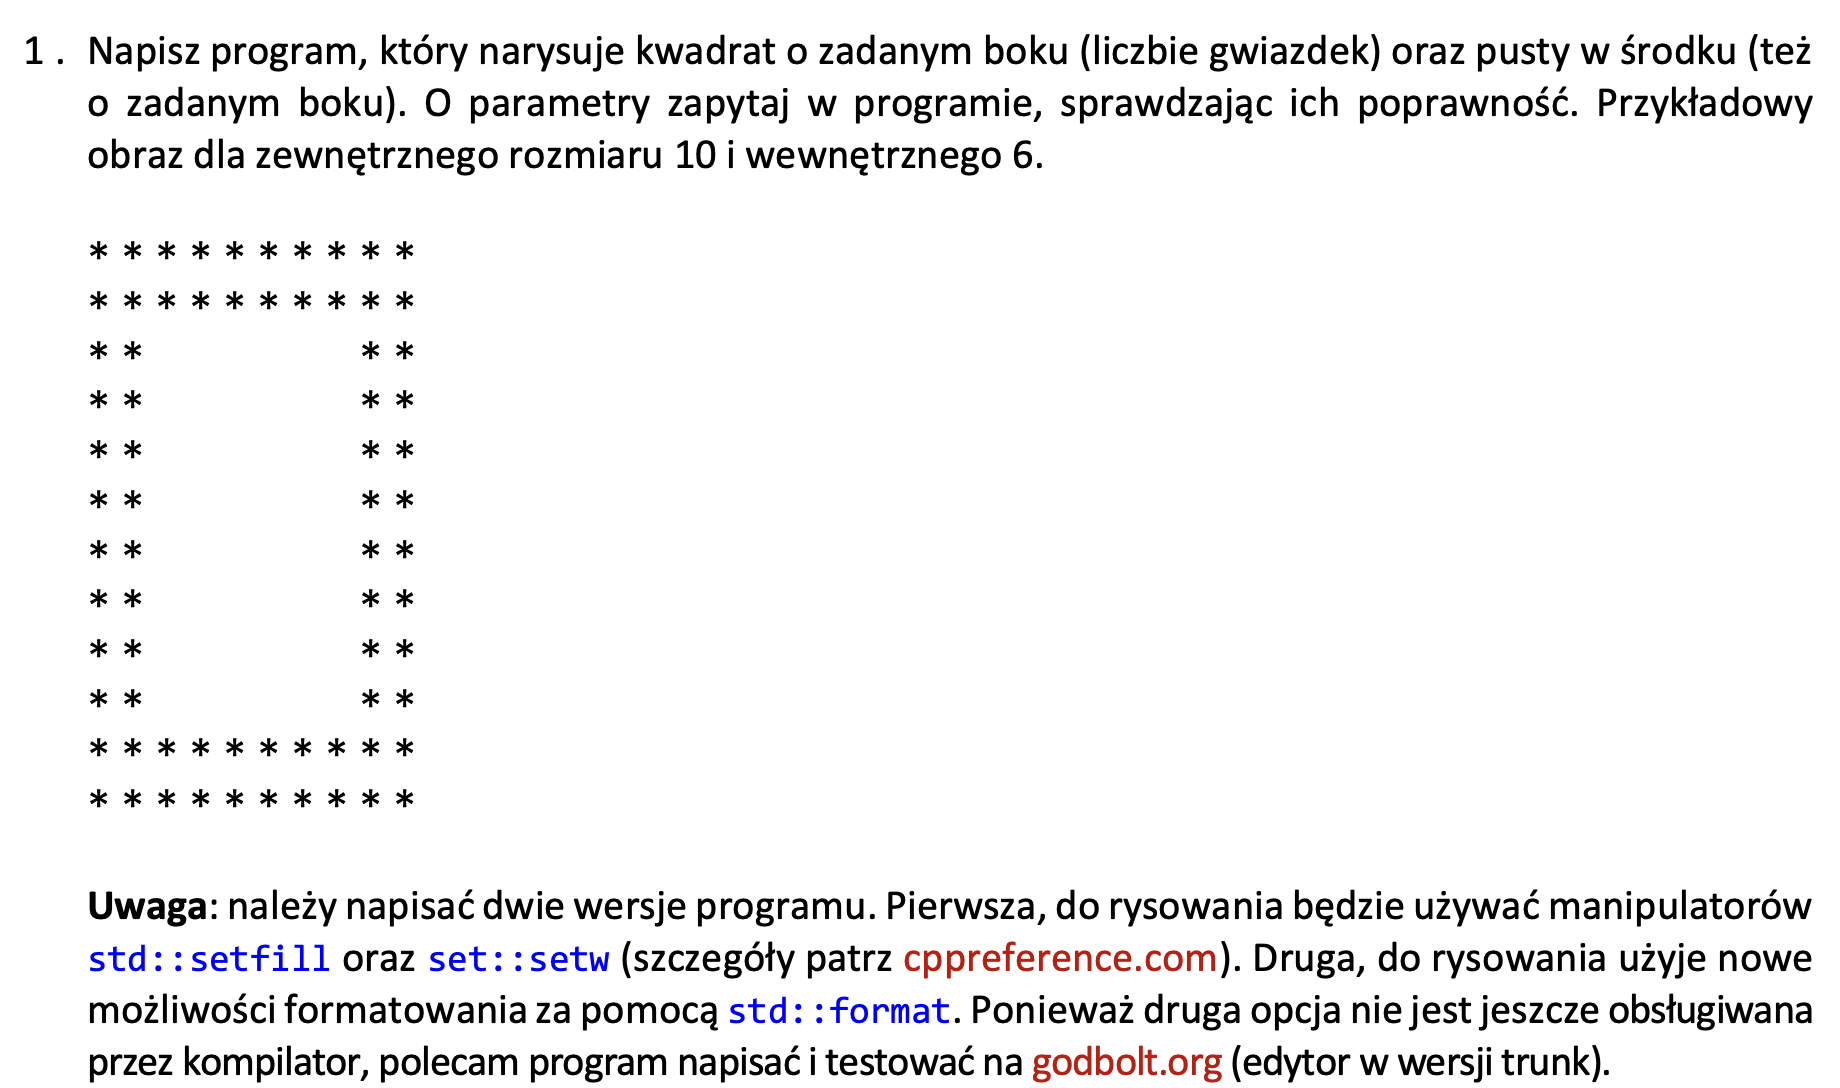 1. Napisz program, który narysuje kwadrat o zadanym boku (liczbie gwiazdek) oraz pusty w środku (też
o zadanym boku). O parametry zapytaj w programie, sprawdzając ich poprawność. Przykładowy
obraz dla zewnętrznego rozmiaru 10 i wewnętrznego 6.
**********
**********
**      **
**      **
**      **
**      **
**      **
**      **
**      **
**      **
**********
**********
Uwaga: należy napisać dwie wersje programu. Pierwsza, do rysowania będzie używać manipulatorów
std::setfill oraz set::setw (szczegóły patrz cppreference.com). Druga, do rysowania użyje nowe
możliwości formatowania za pomocą std::format. Ponieważ druga opcja nie jest jeszcze obsługiwana
przez kompilator, polecam program napisać i testować na godbolt.org (edytor w wersji trunk).